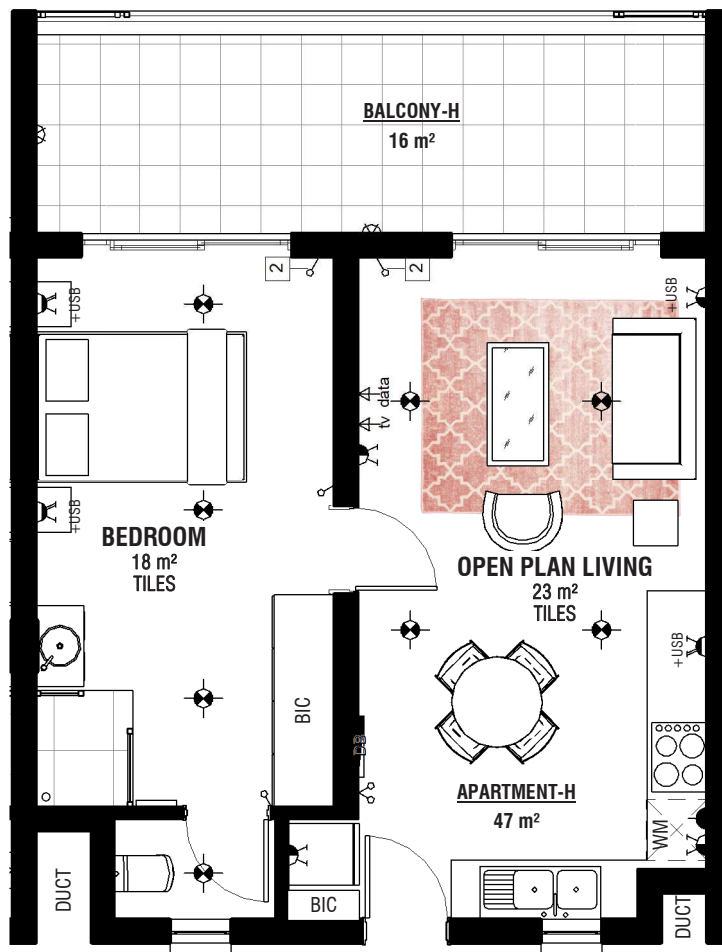 BALCONY-H
16 m²
2
2
+USB
+USB
tv data
+USB
BEDROOM
18 m²
TILES
OPEN PLAN LIVING
23 m²
TILES
+USB
BIC
DB
APARTMENT-H
47 m²
WM
DUCT
BIC
DUCT